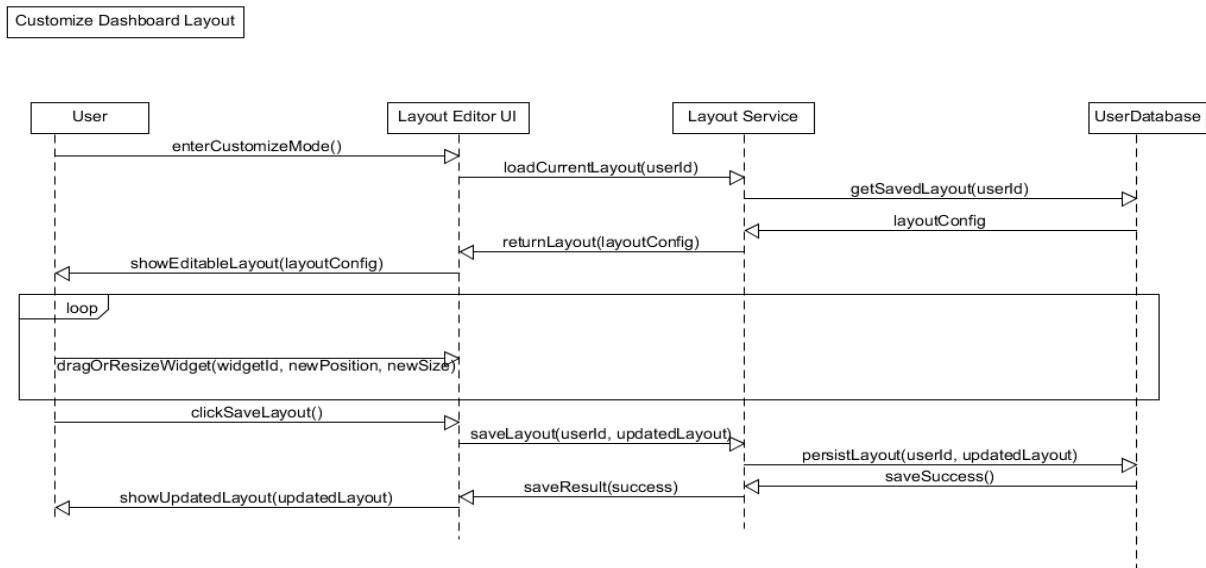 Customize Dashboard Layout
User
Layout Editor UI
Layout Service
UserDatabase
enterCustomizeMode()
loadCurrentLayout(userId)
getSavedLayout(userId)
layoutConfig
returnLayout(layoutConfig)
showEditableLayout(layoutConfig)
loop
dragOrResizeWidget(widgetId, newPosition, newSize)
clickSaveLayout()
saveLayout(userId, updatedLayout)
persistLayout(userId, updatedLayout)
saveSuccess()
saveResult(success)
showUpdatedLayout(updatedLayout)